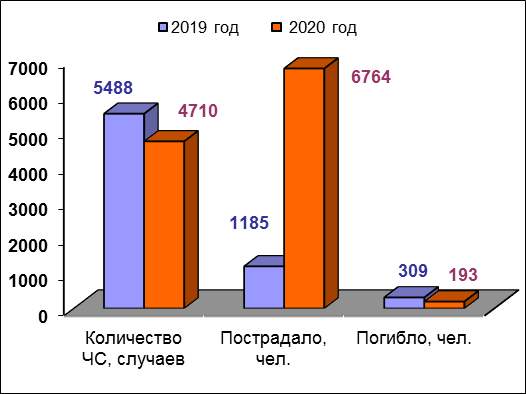 2019 год 2020 год
7000
6000
5000
4000
3000
2000
1000
0
5488
4710
1185
6764
309
193
Количество
ЧС, случаев
Пострадало,
чел.
Погибло, чел.